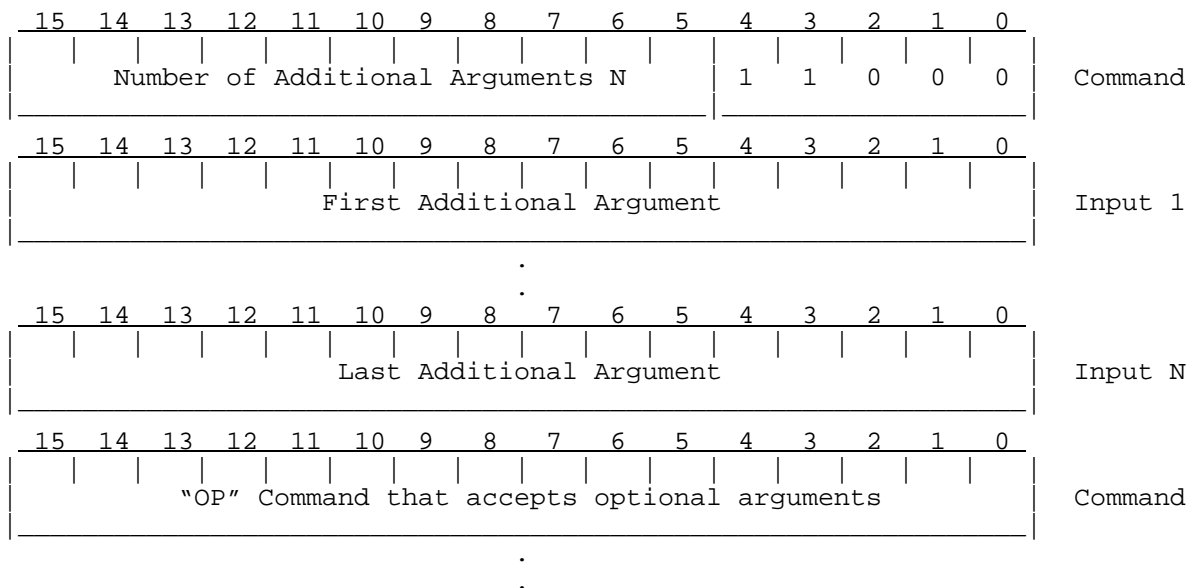 15 14 13 12 11 10 9 8 7 6 5 4 3 2 1 0
Number of Additional Arguments N 1 1 0 0 0 Command
15 14 13 12 11 10 9 8 7 6 5 4 3 2 1 0
First Additional Argument Input 1
.
.
15 14 13 12 11 10 9 8 7 6 5 4 3 2 1 0
Last Additional Argument Input N
15 14 13 12 11 10 9 8 7 6 5 4 3 2 1 0
“OP” Command that accepts optional arguments Command
.
.